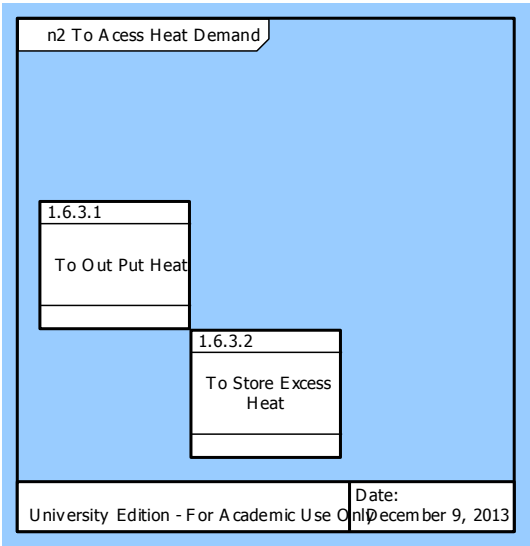 n2 To Acess Heat Demand
1.6.3.1
To Out Put Heat
1.6.3.2
To Store Excess
Heat
University Edition - For Academic Use Only
Date:
December 9, 2013